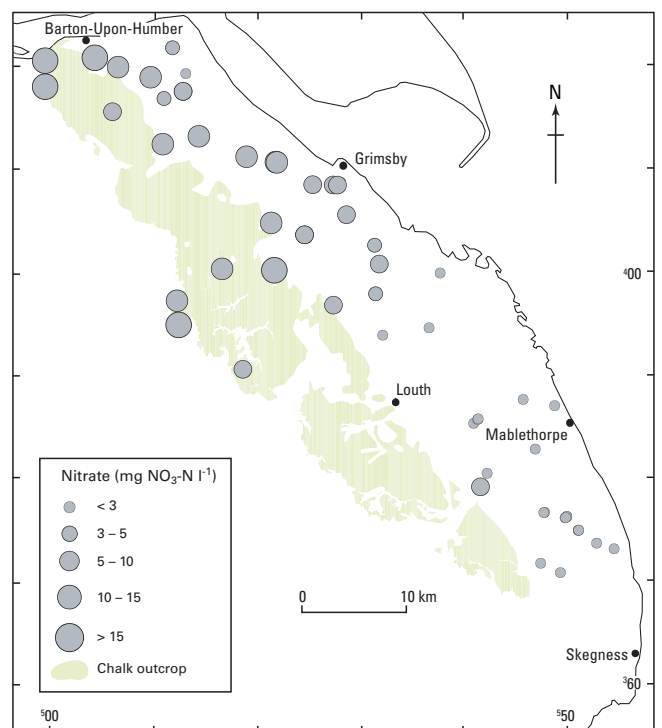 Barton-Upon-Humber
N
Grimsby
⁴00
Louth
Mablethorpe
Nitrate (mg NO₃-N l⁻¹)
< 3
3 – 5
5 – 10
10 – 15
> 15
Chalk outcrop
0 10 km
Skegness
³60
⁵00 ⁵50